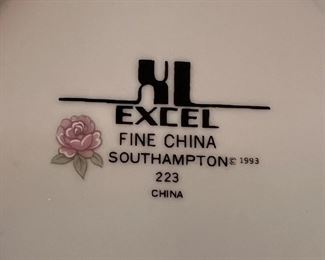 XL
EXCEL
FINE CHINA
SOUTHAMPTON © 1993
223
CHINA